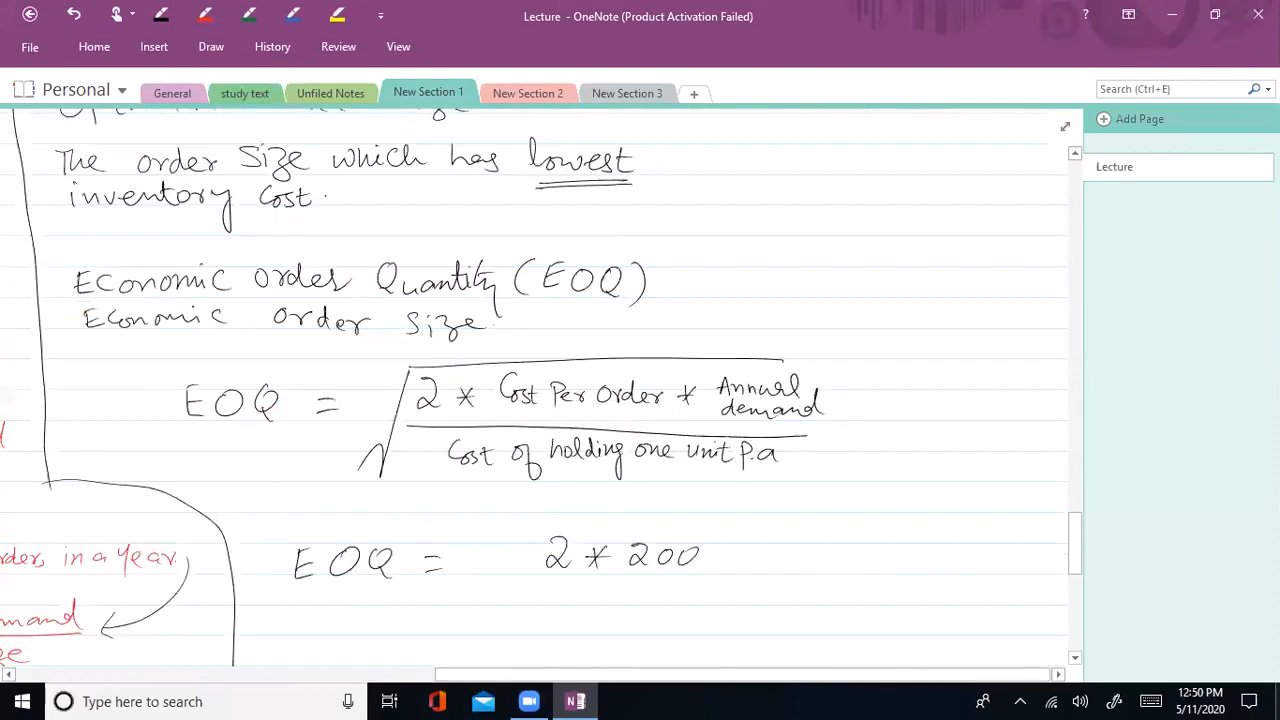 Lecture - OneNote (Product Activation Failed)
File Home Insert Draw History Review View
Personal General study text Unfiled Notes New Section 1 New Section 2 New Section 3 Search (Ctrl+E)
Add Page
Lecture
The order size which has lowest
inventory cost.
Economic order Quantity (EOQ)
Economic order size.
EOQ = √ 2 * Cost Per order * Annual demand
Cost of holding one unit P.a
EOQ = 2 * 200
orders in a year.
Type here to search
12:50 PM
5/11/2020